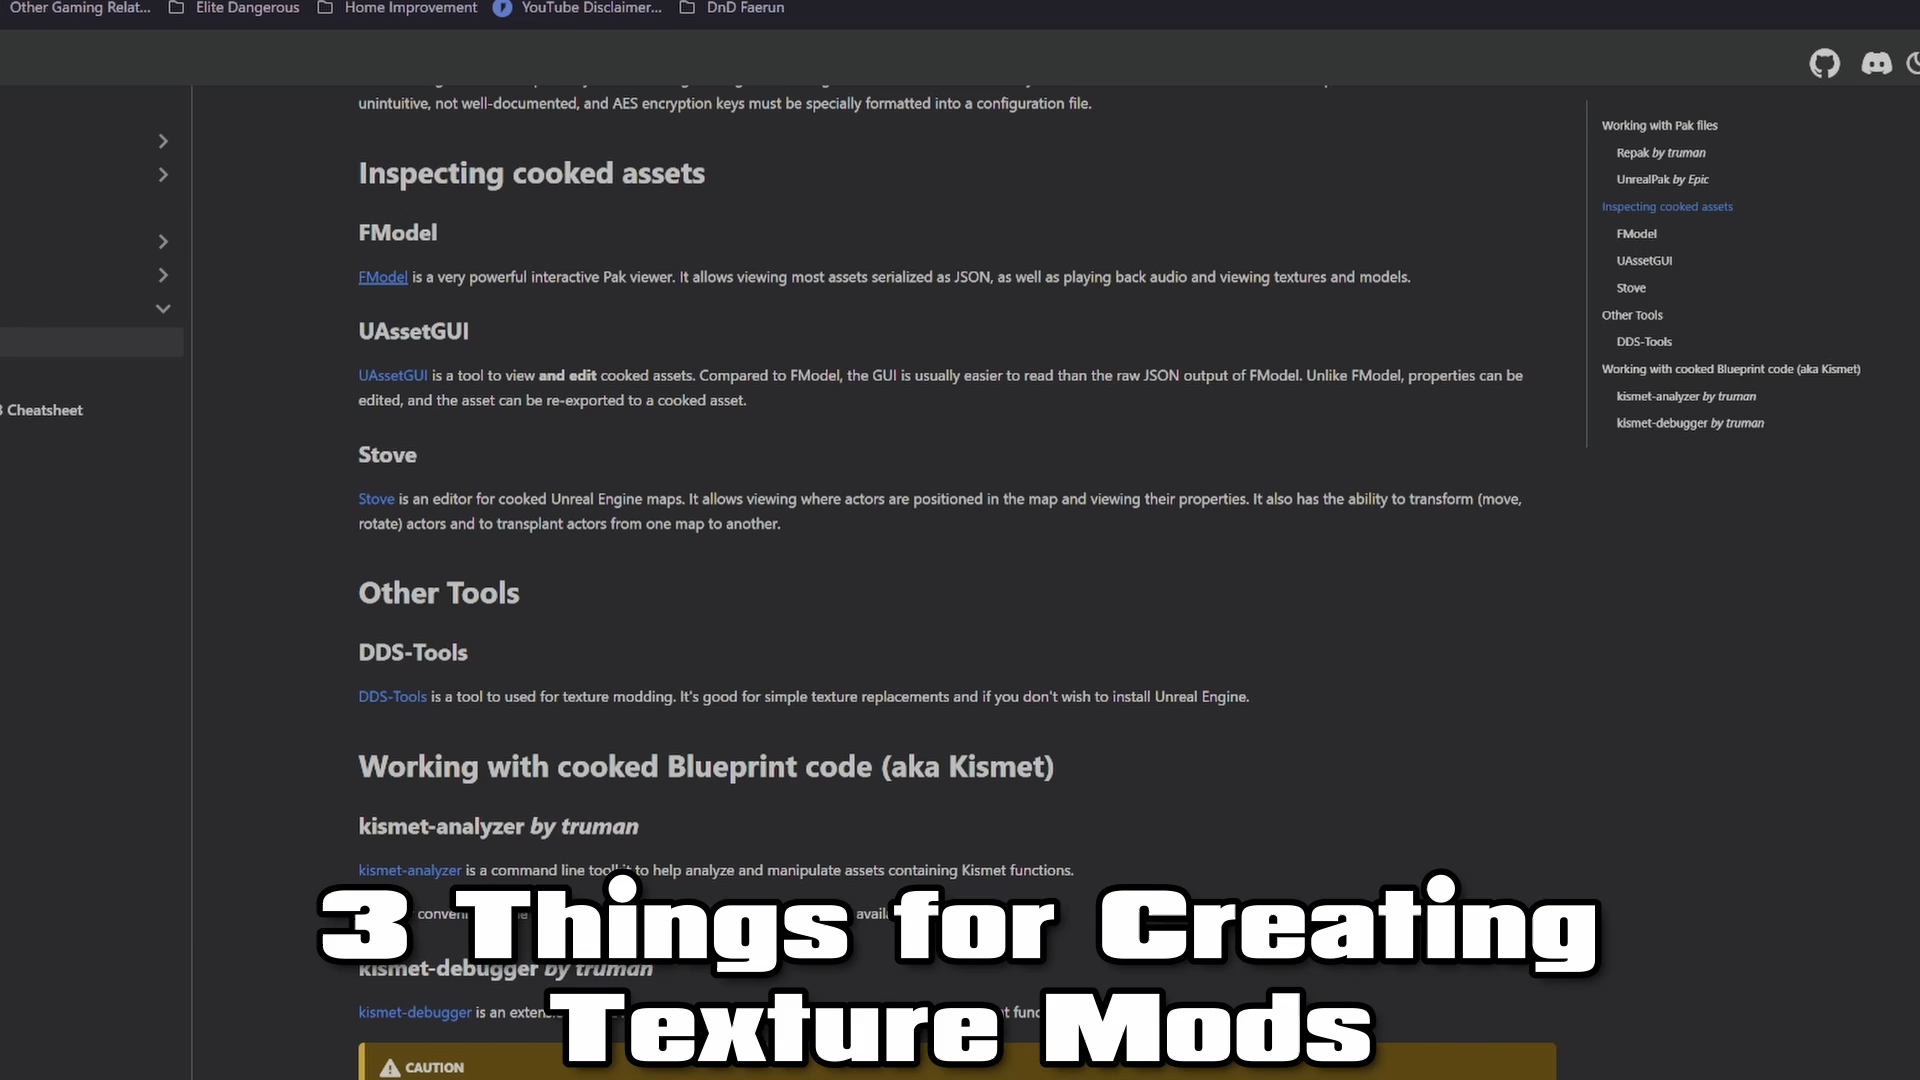 Other Gaming Relat... Elite Dangerous Home Improvement YouTube Disclaimer... DnD Faerun
unintuitive, not well-documented, and AES encryption keys must be specially formatted into a configuration file.
Inspecting cooked assets
FModel
FModel is a very powerful interactive Pak viewer. It allows viewing most assets serialized as JSON, as well as playing back audio and viewing textures and models.
UAssetGUI
UAssetGUI is a tool to view and edit cooked assets. Compared to FModel, the GUI is usually easier to read than the raw JSON output of FModel. Unlike FModel, properties can be
edited, and the asset can be re-exported to a cooked asset.
Cheatsheet
Stove
Stove is an editor for cooked Unreal Engine maps. It allows viewing where actors are positioned in the map and viewing their properties. It also has the ability to transform (move,
rotate) actors and to transplant actors from one map to another.
Other Tools
DDS-Tools
DDS-Tools is a tool to used for texture modding. It's good for simple texture replacements and if you don't wish to install Unreal Engine.
Working with cooked Blueprint code (aka Kismet)
kismet-analyzer by truman
kismet-analyzer is a command line toolkit to help analyze and manipulate assets containing Kismet functions.
kismet-debugger by truman
kismet-debugger is an
CAUTION
Working with Pak files
Repak by truman
UnrealPak by Epic
Inspecting cooked assets
FModel
UAssetGUI
Stove
Other Tools
DDS-Tools
Working with cooked Blueprint code (aka Kismet)
kismet-analyzer by truman
kismet-debugger by truman
3 Things for Creating
Texture Mods